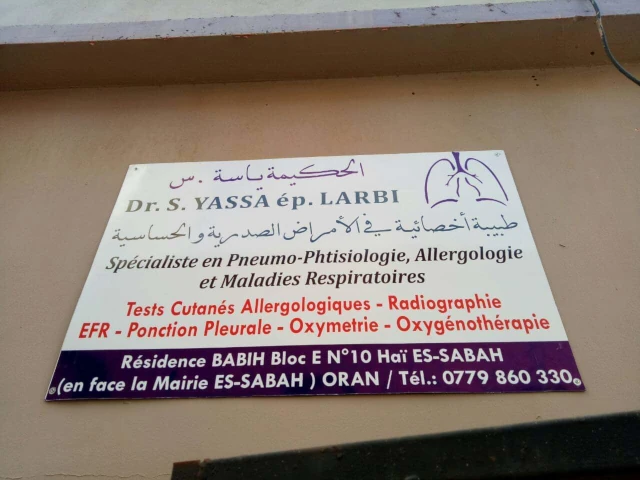 الحكيمة ياسة .س
Dr. S. YASSA ép. LARBI
طبيبة أخصائية في الأمراض الصدرية والحساسية
Spécialiste en Pneumo-Phtisiologie, Allergologie
et Maladies Respiratoires
Tests Cutanés Allergologiques - Radiographie
EFR - Ponction Pleurale - Oxymetrie - Oxygénothérapie
Résidence BABIH Bloc E N°10 Haï ES-SABAH
(en face la Mairie ES-SABAH ) ORAN / Tél.: 0779 860 330